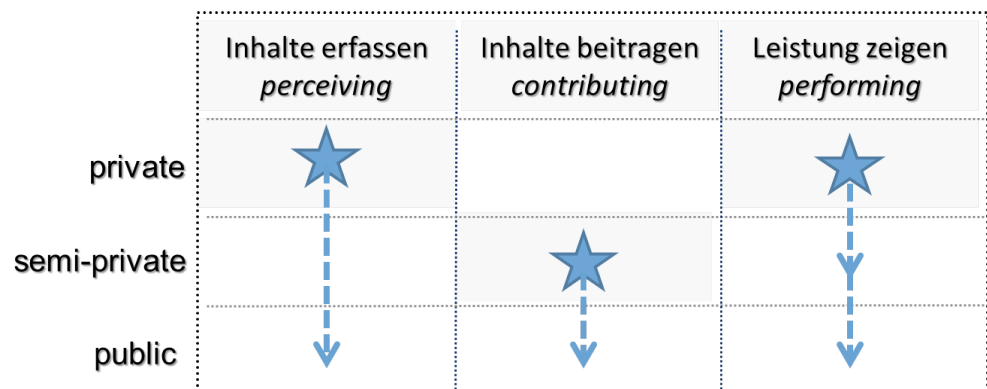 Inhalte erfassen
perceiving
Inhalte beitragen
contributing
Leistung zeigen
performing
private
semi-private
public